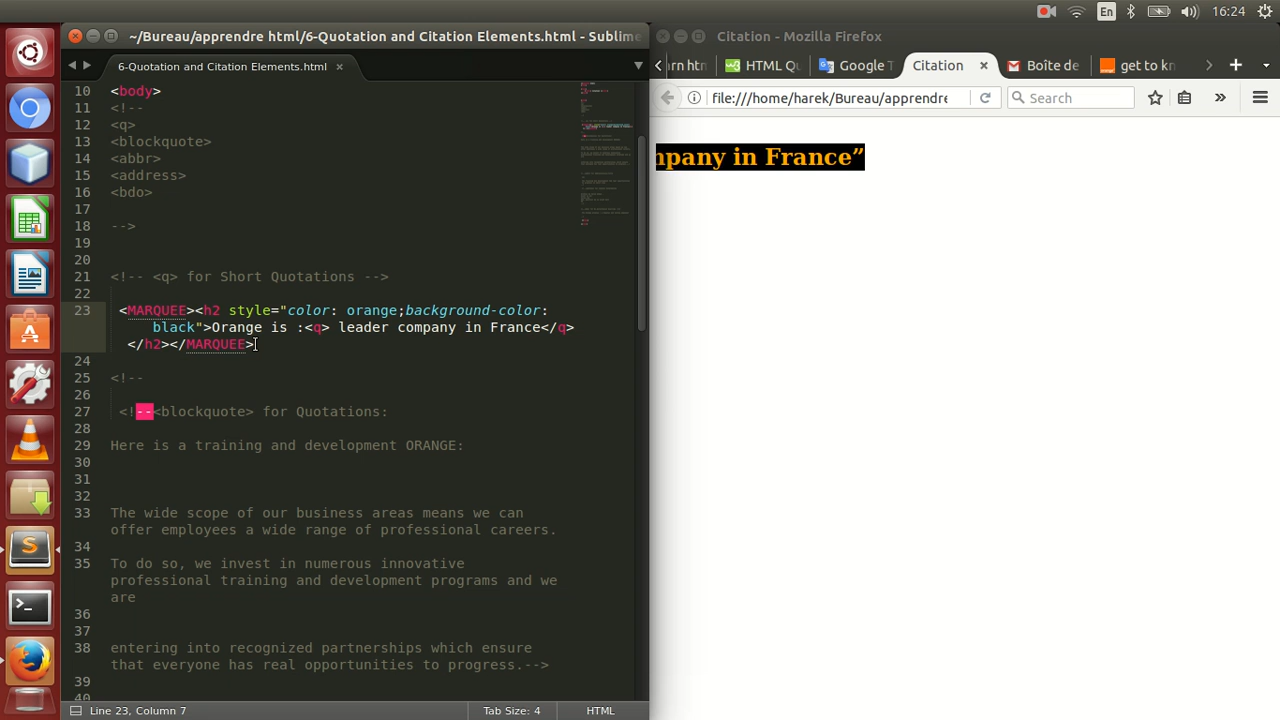 16:24
En
~/Bureau/apprendre html/6-Quotation and Citation Elements.html - Sublime
Citation - Mozilla Firefox
6-Quotation and Citation Elements.html
HTML Qu
Google T
Citation
Boîte de
get to kn
file:///home/harek/Bureau/apprendre
Search
10 <body>
11 <!--
12 <q>
13 <blockquote>
14 <abbr>
15 <address>
16 <bdo>
17
18 -->
19
20
21 <!-- <q> for Short Quotations -->
22
23 <MARQUEE><h2 style="color: orange;background-color:
black">Orange is :<q> leader company in France</q>
</h2></MARQUEE>
24
25 <!--
26
27 <!--<blockquote> for Quotations:
28
29 Here is a training and development ORANGE:
30
31
32
33 The wide scope of our business areas means we can
offer employees a wide range of professional careers.
34
35 To do so, we invest in numerous innovative
professional training and development programs and we
are
36
37
38 entering into recognized partnerships which ensure
that everyone has real opportunities to progress.-->
39
40
mpany in France”
Line 23, Column 7
Tab Size: 4
HTML